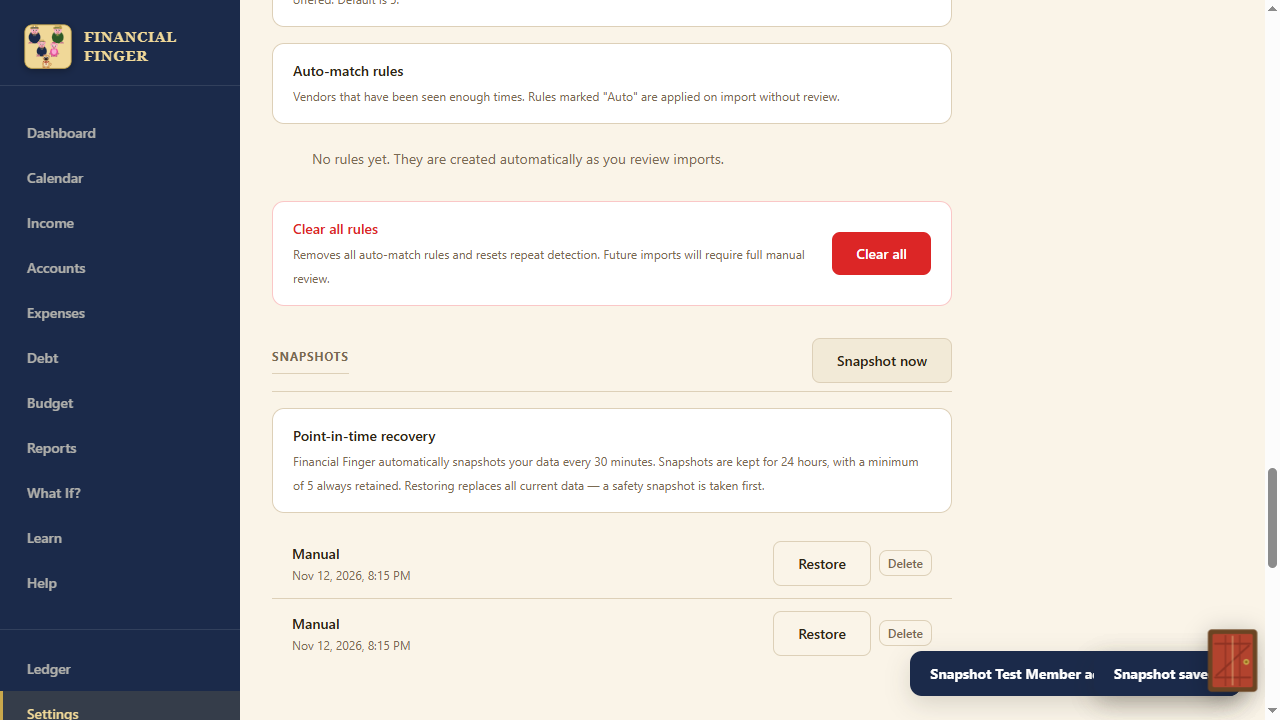 FINANCIAL
FINGER
Dashboard
Calendar
Income
Accounts
Expenses
Debt
Budget
Reports
What If?
Learn
Help
Ledger
Settings
offered. Default is 5.
Auto-match rules
Vendors that have been seen enough times. Rules marked "Auto" are applied on import without review.
No rules yet. They are created automatically as you review imports.
Clear all rules
Removes all auto-match rules and resets repeat detection. Future imports will require full manual
review.
Clear all
SNAPSHOTS
Snapshot now
Point-in-time recovery
Financial Finger automatically snapshots your data every 30 minutes. Snapshots are kept for 24 hours, with a minimum
of 5 always retained. Restoring replaces all current data — a safety snapshot is taken first.
Manual
Nov 12, 2026, 8:15 PM
Restore
Delete
Manual
Nov 12, 2026, 8:15 PM
Restore
Delete
Snapshot Test Member
Snapshot save